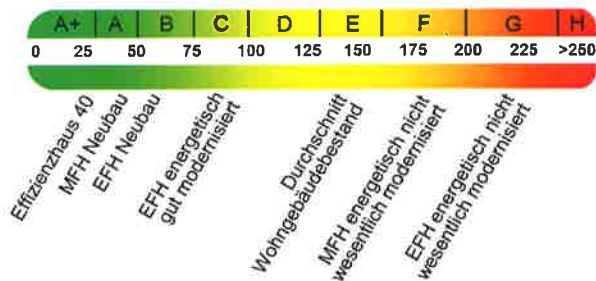 A+ A B C D E F G H
0 25 50 75 100 125 150 175 200 225 >250
Effizienzhaus 40
MFH Neubau
EFH Neubau
EFH energetisch
gut modernisiert
Durchschnitt
Wohngebäudebestand
MFH energetisch nicht
wesentlich modernisiert
EFH energetisch nicht
wesentlich modernisiert